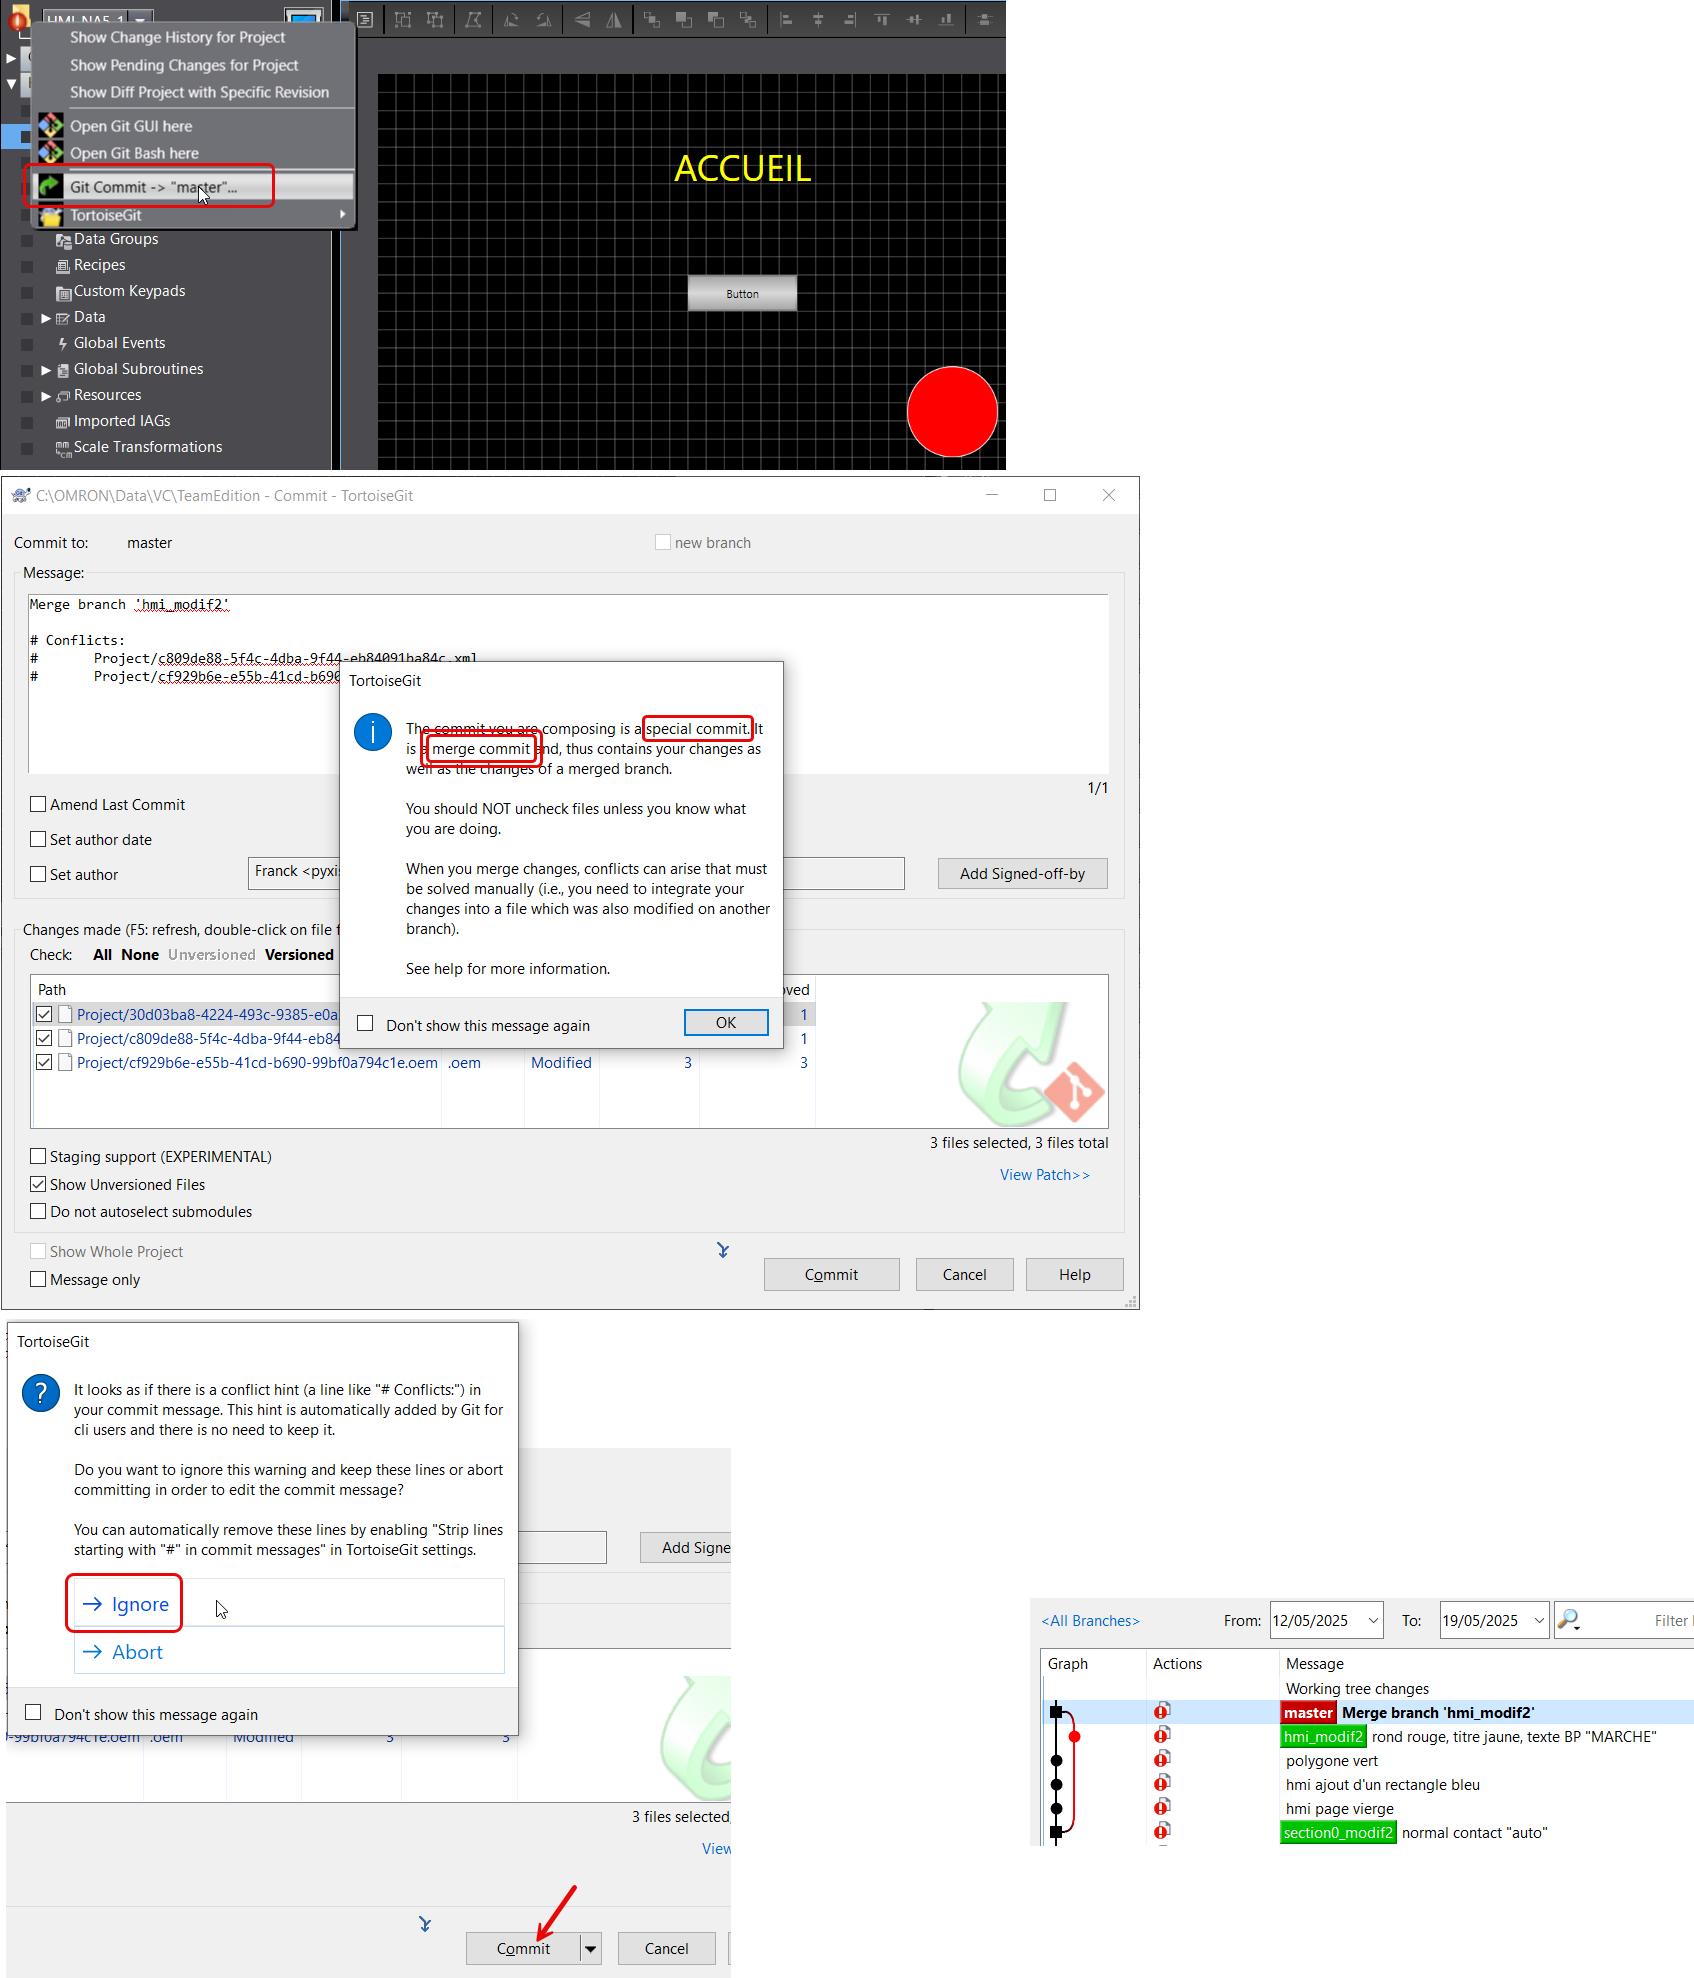 HMI-NA5_1
Show Change History for Project
Show Pending Changes for Project
Show Diff Project with Specific Revision
Open Git GUI here
Open Git Bash here
Git Commit -> "master"...
TortoiseGit
Data Groups
Recipes
Custom Keypads
Data
Global Events
Global Subroutines
Resources
Imported IAGs
Scale Transformations
ACCUEIL
Button
C:\OMRON\Data\VC\TeamEdition - Commit - TortoiseGit
Commit to: master
new branch
Message:
Merge branch 'hmi_modif2'
# Conflicts:
# Project/c809de88-5f4c-4dba-9f44-eb84091ba84c.xml
# Project/cf929b6e-e55b-41cd-b690
1/1
Amend Last Commit
Set author date
Set author
Franck <pyxi
Add Signed-off-by
Changes made (F5: refresh, double-click on file f
Check: All None Unversioned Versioned
Path
oved
Project/30d03ba8-4224-493c-9385-e0a 1
Project/c809de88-5f4c-4dba-9f44-eb84 1
Project/cf929b6e-e55b-41cd-b690-99bf0a794c1e.oem .oem Modified 3 3
3 files selected, 3 files total
View Patch>>
Staging support (EXPERIMENTAL)
Show Unversioned Files
Do not autoselect submodules
Show Whole Project
Message only
Commit
Cancel
Help
TortoiseGit
The commit you are composing is a special commit. It
is a merge commit and, thus contains your changes as
well as the changes of a merged branch.
You should NOT uncheck files unless you know what
you are doing.
When you merge changes, conflicts can arise that must
be solved manually (i.e., you need to integrate your
changes into a file which was also modified on another
branch).
See help for more information.
Don't show this message again
OK
TortoiseGit
It looks as if there is a conflict hint (a line like "# Conflicts:") in
your commit message. This hint is automatically added by Git for
cli users and there is no need to keep it.
Do you want to ignore this warning and keep these lines or abort
committing in order to edit the commit message?
You can automatically remove these lines by enabling "Strip lines
starting with "#" in commit messages" in TortoiseGit settings.
Ignore
Abort
Don't show this message again
Add Signe
)-99bf0a794c1e.oem .oem Modified 3 3
3 files selected,
View
Commit
Cancel
<All Branches>
From: 12/05/2025
To: 19/05/2025
Filter
Graph Actions Message
Working tree changes
master Merge branch 'hmi_modif2'
hmi_modif2 rond rouge, titre jaune, texte BP "MARCHE"
polygone vert
hmi ajout d'un rectangle bleu
hmi page vierge
section0_modif2 normal contact "auto"